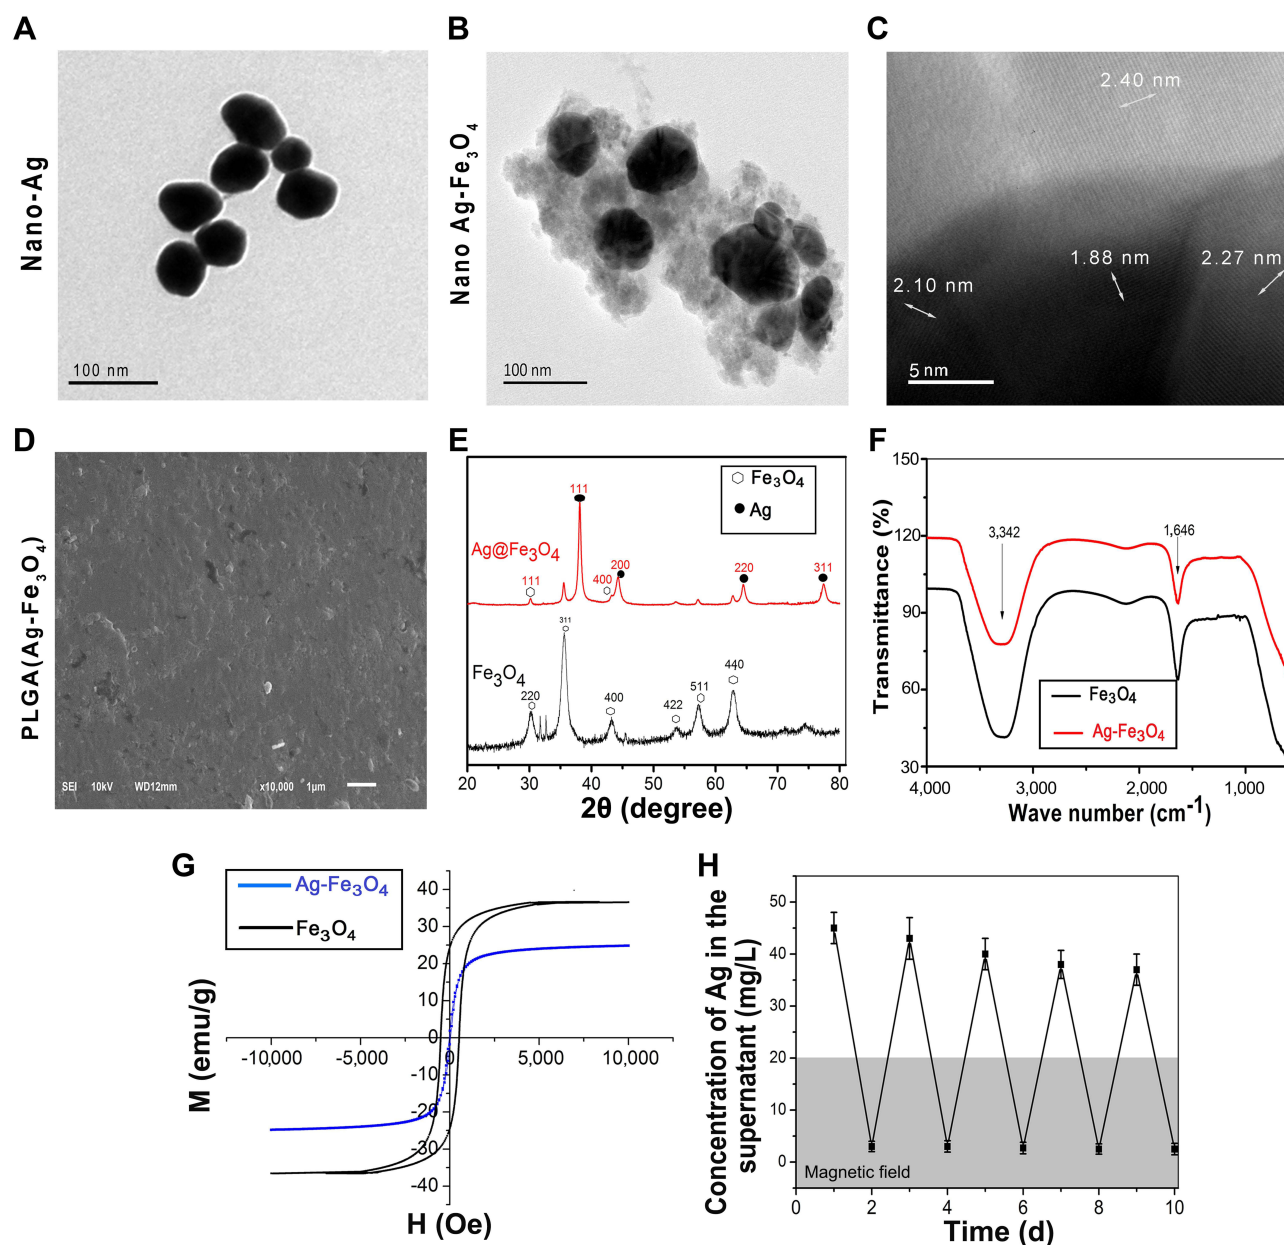 A
Nano-Ag
100 nm
B
Nano Ag-Fe3O4
100 nm
C
2.40 nm
1.88 nm
2.27 nm
2.10 nm
5 nm
D
PLGA(Ag-Fe3O4)
SEI 10kV WD12mm x10,000 1μm
E
Fe3O4
Ag
111
Ag@Fe3O4
111
400
200
220
311
311
Fe3O4
220
400
422
511
440
20 30 40 50 60 70 80
2θ (degree)
F
Transmittance (%)
150
120
90
60
30
3,342
1,646
Fe3O4
Ag-Fe3O4
4,000 3,000 2,000 1,000
Wave number (cm-1)
G
Ag-Fe3O4
Fe3O4
M (emu/g)
40
30
20
10
0
-10
-20
-30
-40
-10,000 -5,000 0 5,000 10,000
H (Oe)
H
Concentration of Ag in the
supernatant (mg/L)
50
40
30
20
10
0
Magnetic field
0 2 4 6 8 10
Time (d)